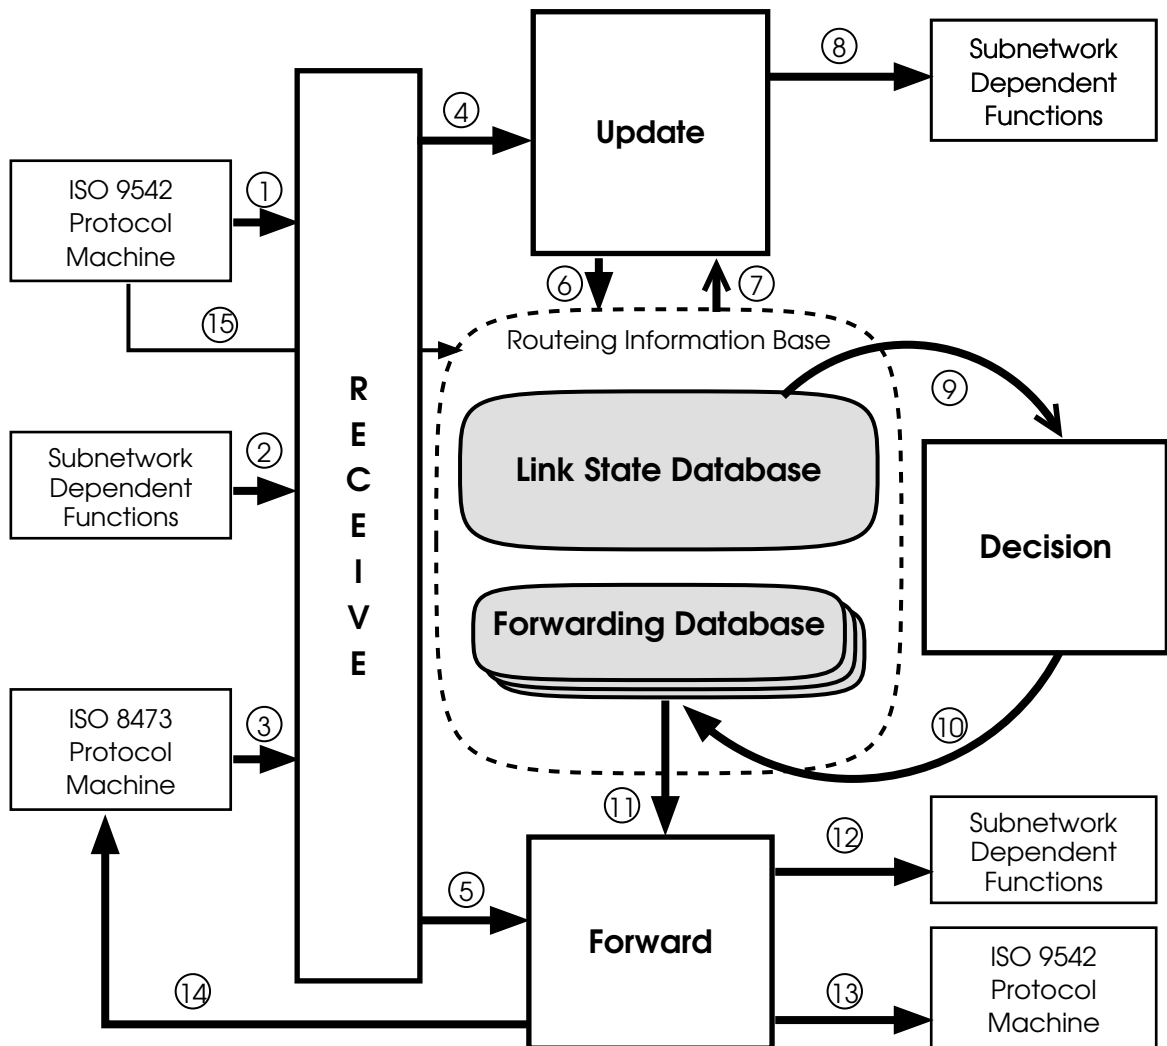 8
Subnetwork
Dependent
Functions
4
Update
ISO 9542
Protocol
Machine
1
6
7
15
Routeing Information Base
R
E
C
E
I
V
E
9
2
Subnetwork
Dependent
Functions
Link State Database
Decision
Forwarding Database
ISO 8473
Protocol
Machine
3
10
11
12
Subnetwork
Dependent
Functions
5
Forward
14
13
ISO 9542
Protocol
Machine